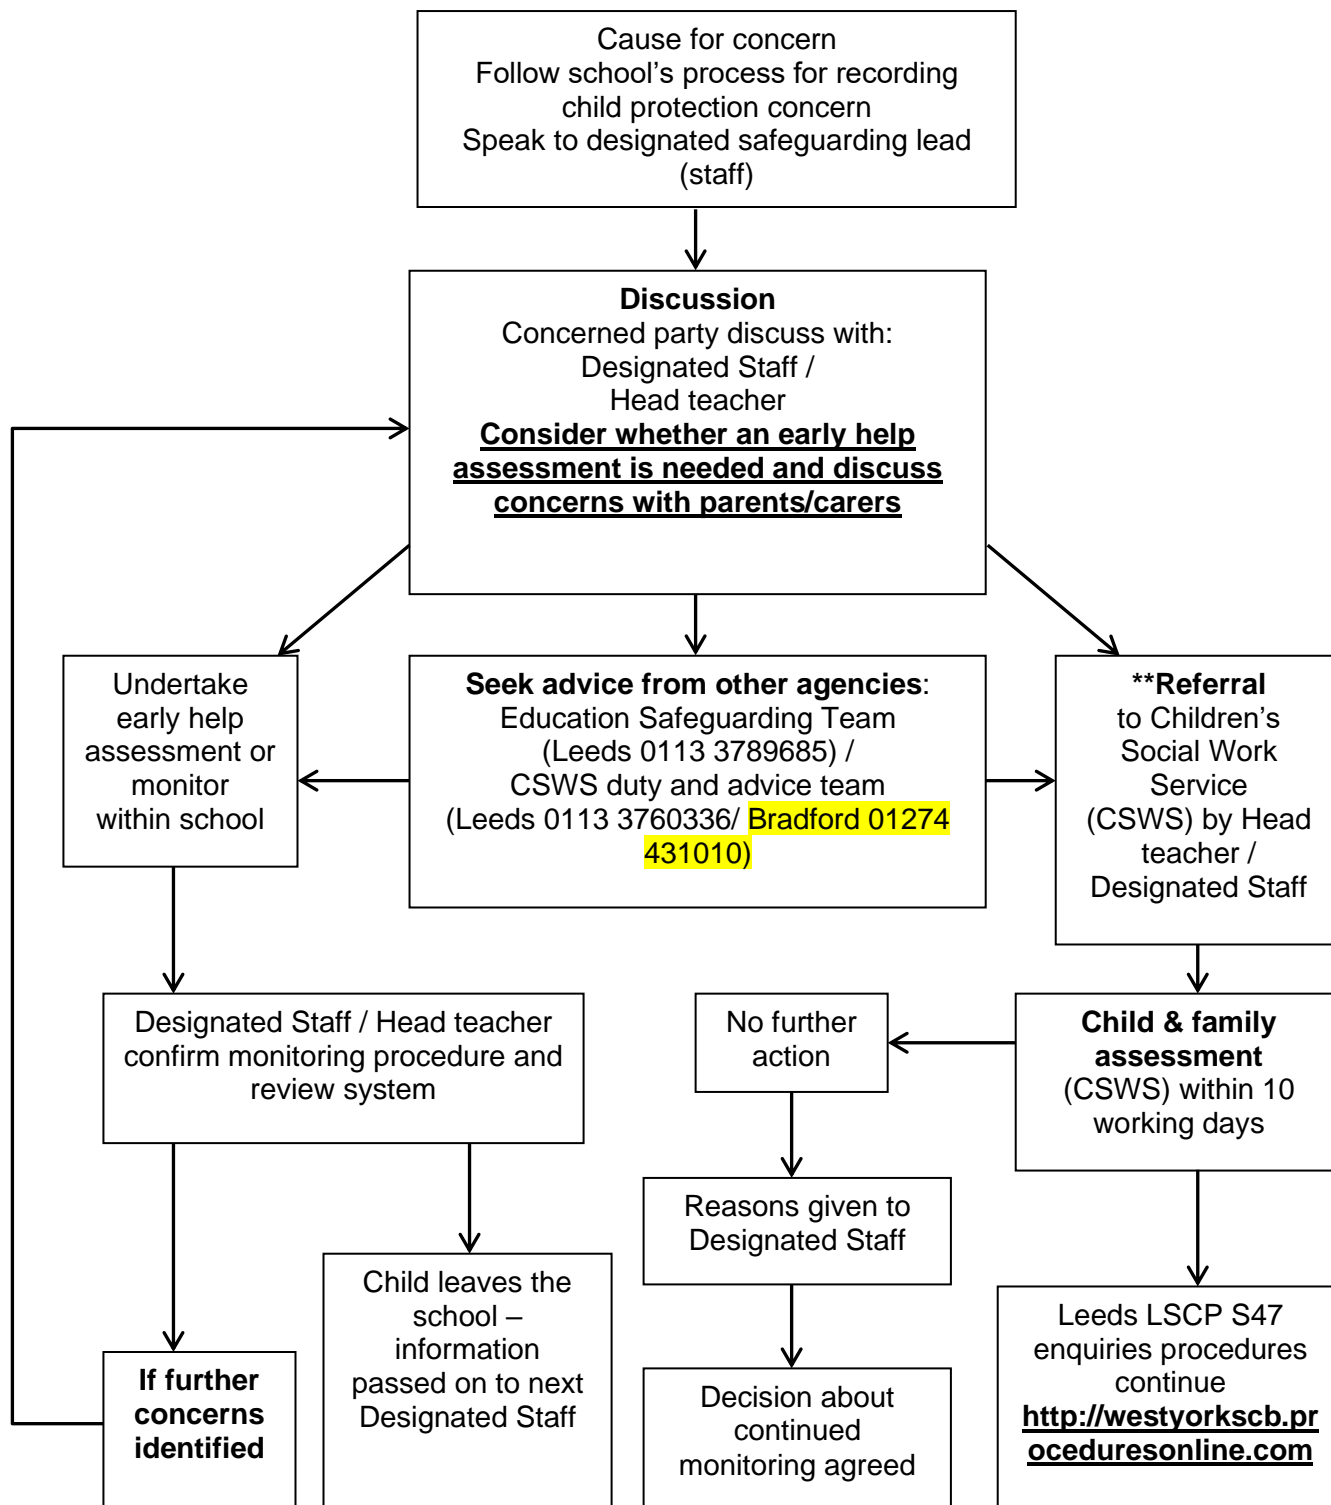 Cause for concern
Follow school’s process for recording
child protection concern
Speak to designated safeguarding lead
(staff)
Discussion
Concerned party discuss with:
Designated Staff /
Head teacher
Consider whether an early help
assessment is needed and discuss
concerns with parents/carers
Undertake
early help
assessment or
monitor
within school
Seek advice from other agencies:
Education Safeguarding Team
(Leeds 0113 3789685) /
CSWS duty and advice team
(Leeds 0113 3760336/ Bradford 01274
431010)
**Referral
to Children’s
Social Work
Service
(CSWS) by Head
teacher /
Designated Staff
Designated Staff / Head teacher
confirm monitoring procedure and
review system
No further
action
Child & family
assessment
(CSWS) within 10
working days
Reasons given to
Designated Staff
If further
concerns
identified
Child leaves the
school –
information
passed on to next
Designated Staff
Decision about
continued
monitoring agreed
Leeds LSCP S47
enquiries procedures
continue
http://westyorkscb.pr
oceduresonline.com